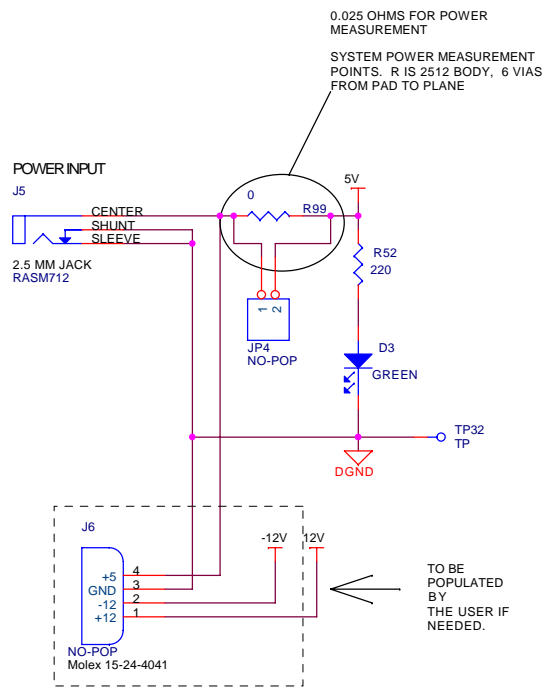 0.025 OHMS FOR POWER
MEASUREMENT
SYSTEM POWER MEASUREMENT
POINTS. R IS 2512 BODY, 6 VIAS
FROM PAD TO PLANE
POWER INPUT
J5
CENTER
SHUNT
SLEEVE
2.5 MM JACK
RASM712
0
R99
5V
R52
220
1
2
JP4
NO-POP
D3
GREEN
TP32
TP
DGND
J6
-12V
12V
+5
4
GND
3
-12
2
+12
1
NO-POP
Molex 15-24-4041
TO BE
POPULATED
BY
THE USER IF
NEEDED.